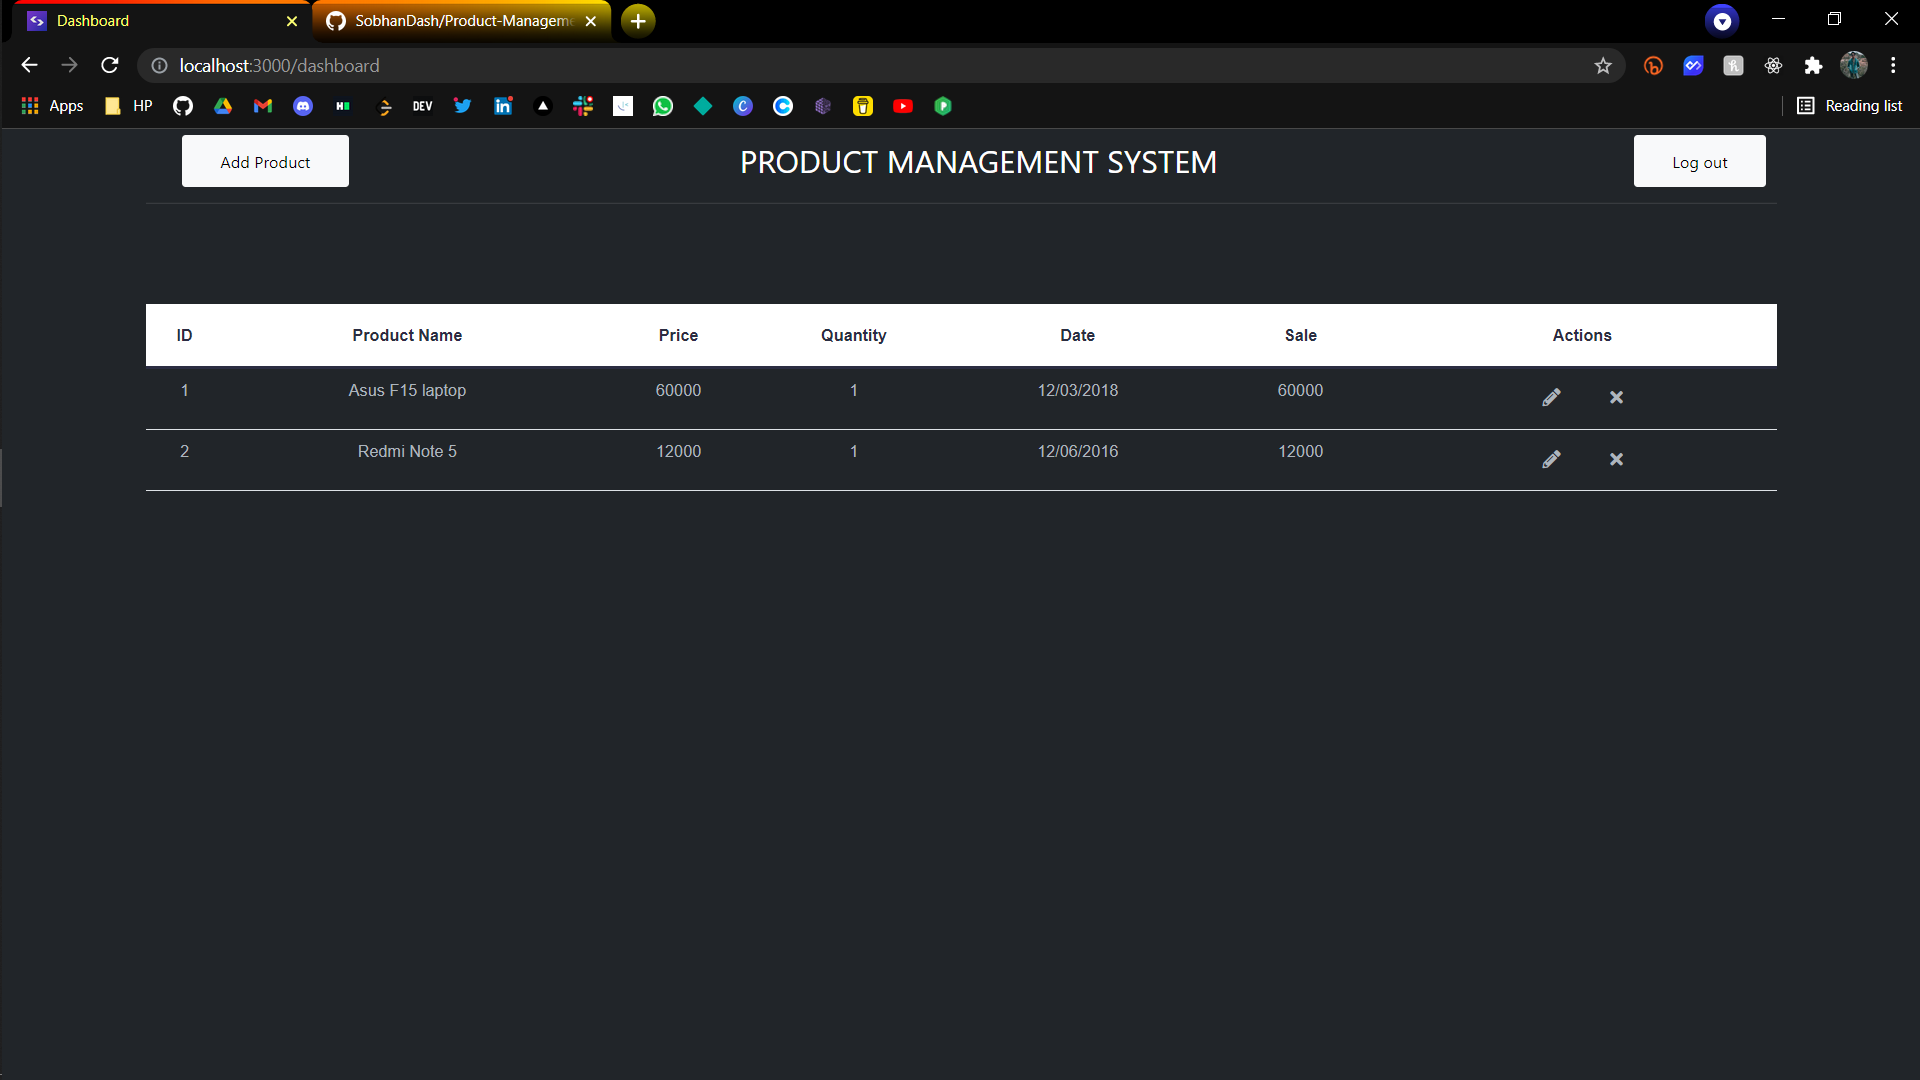 Dashboard
SobhanDash/Product-Managem
localhost:3000/dashboard
Apps
HP
DEV
Reading list
Add Product
PRODUCT MANAGEMENT SYSTEM
Log out
ID Product Name Price Quantity Date Sale Actions
1 Asus F15 laptop 60000 1 12/03/2018 60000
2 Redmi Note 5 12000 1 12/06/2016 12000